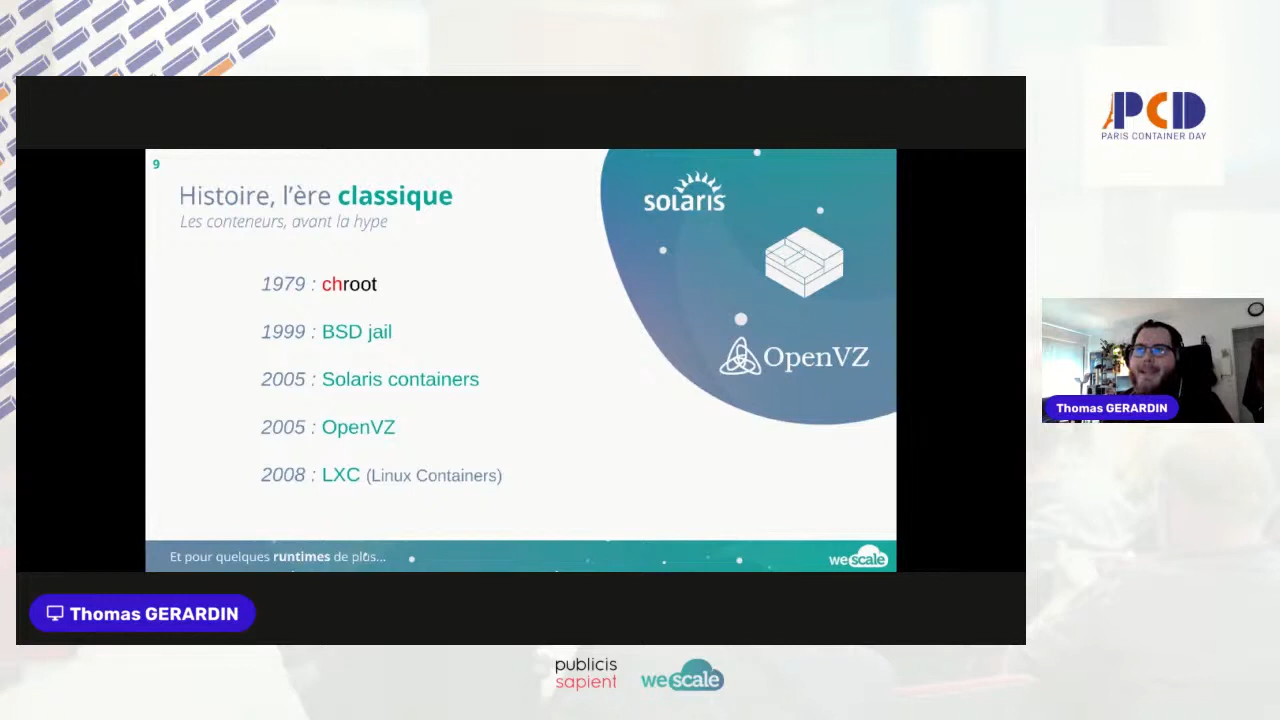 PCD
PARIS CONTAINER DAY
9
Histoire, l'ère classique
Les conteneurs, avant la hype
solaris
1979 : chroot
1999 : BSD jail
2005 : Solaris containers
2005 : OpenVZ
2008 : LXC (Linux Containers)
OpenVZ
Et pour quelques runtimes de plus...
wescale
Thomas GERARDIN
Thomas GERARDIN
publicis
sapient
wescale